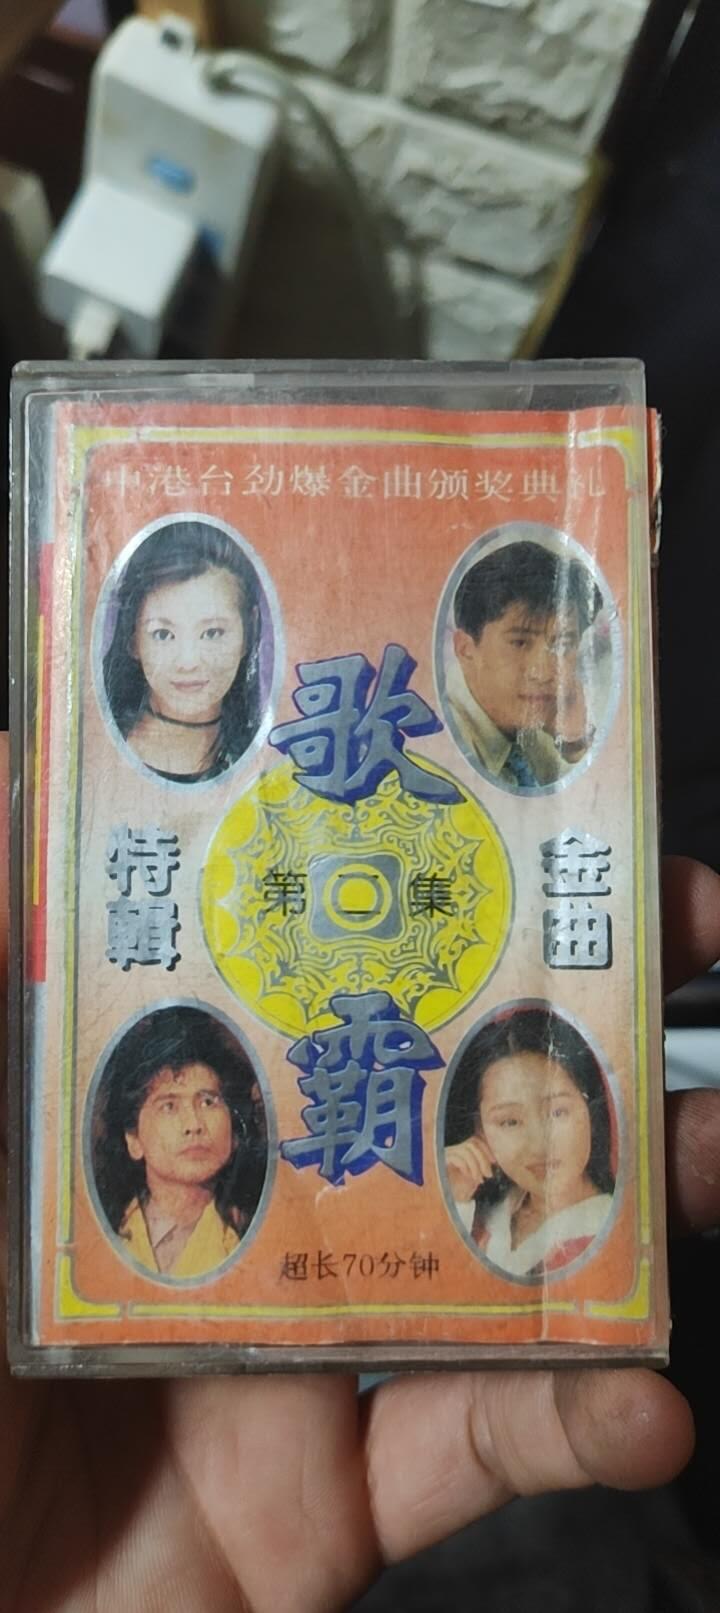 中港台劲爆金曲颁奖典礼
歌霸
第二集
金曲
特輯
超长70分钟